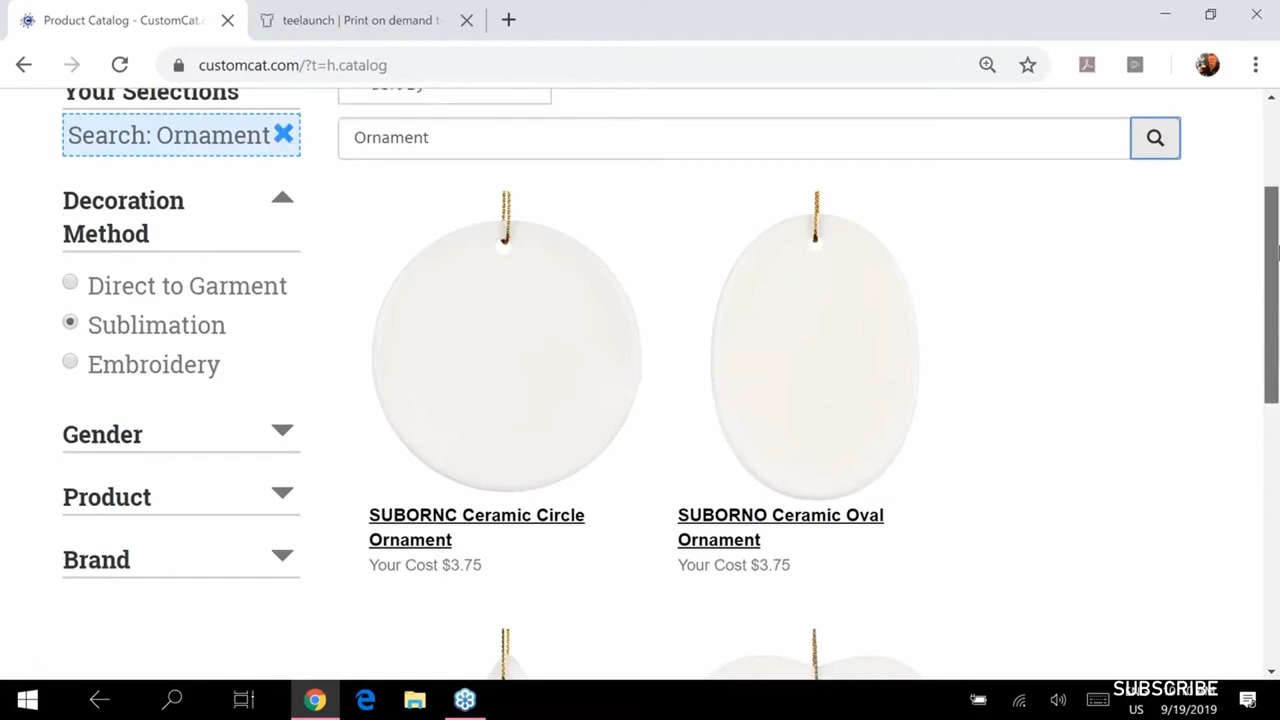 Product Catalog - CustomCat.c
teelaunch | Print on demand t
customcat.com/?t=h.catalog
Your Selections
Search: Ornament
Ornament
Decoration
Method
Direct to Garment
Sublimation
Embroidery
Gender
Product
Brand
SUBORNC Ceramic Circle
Ornament
Your Cost $3.75
SUBORNO Ceramic Oval
Ornament
Your Cost $3.75
SUBSCRIBE
US
9/19/2019